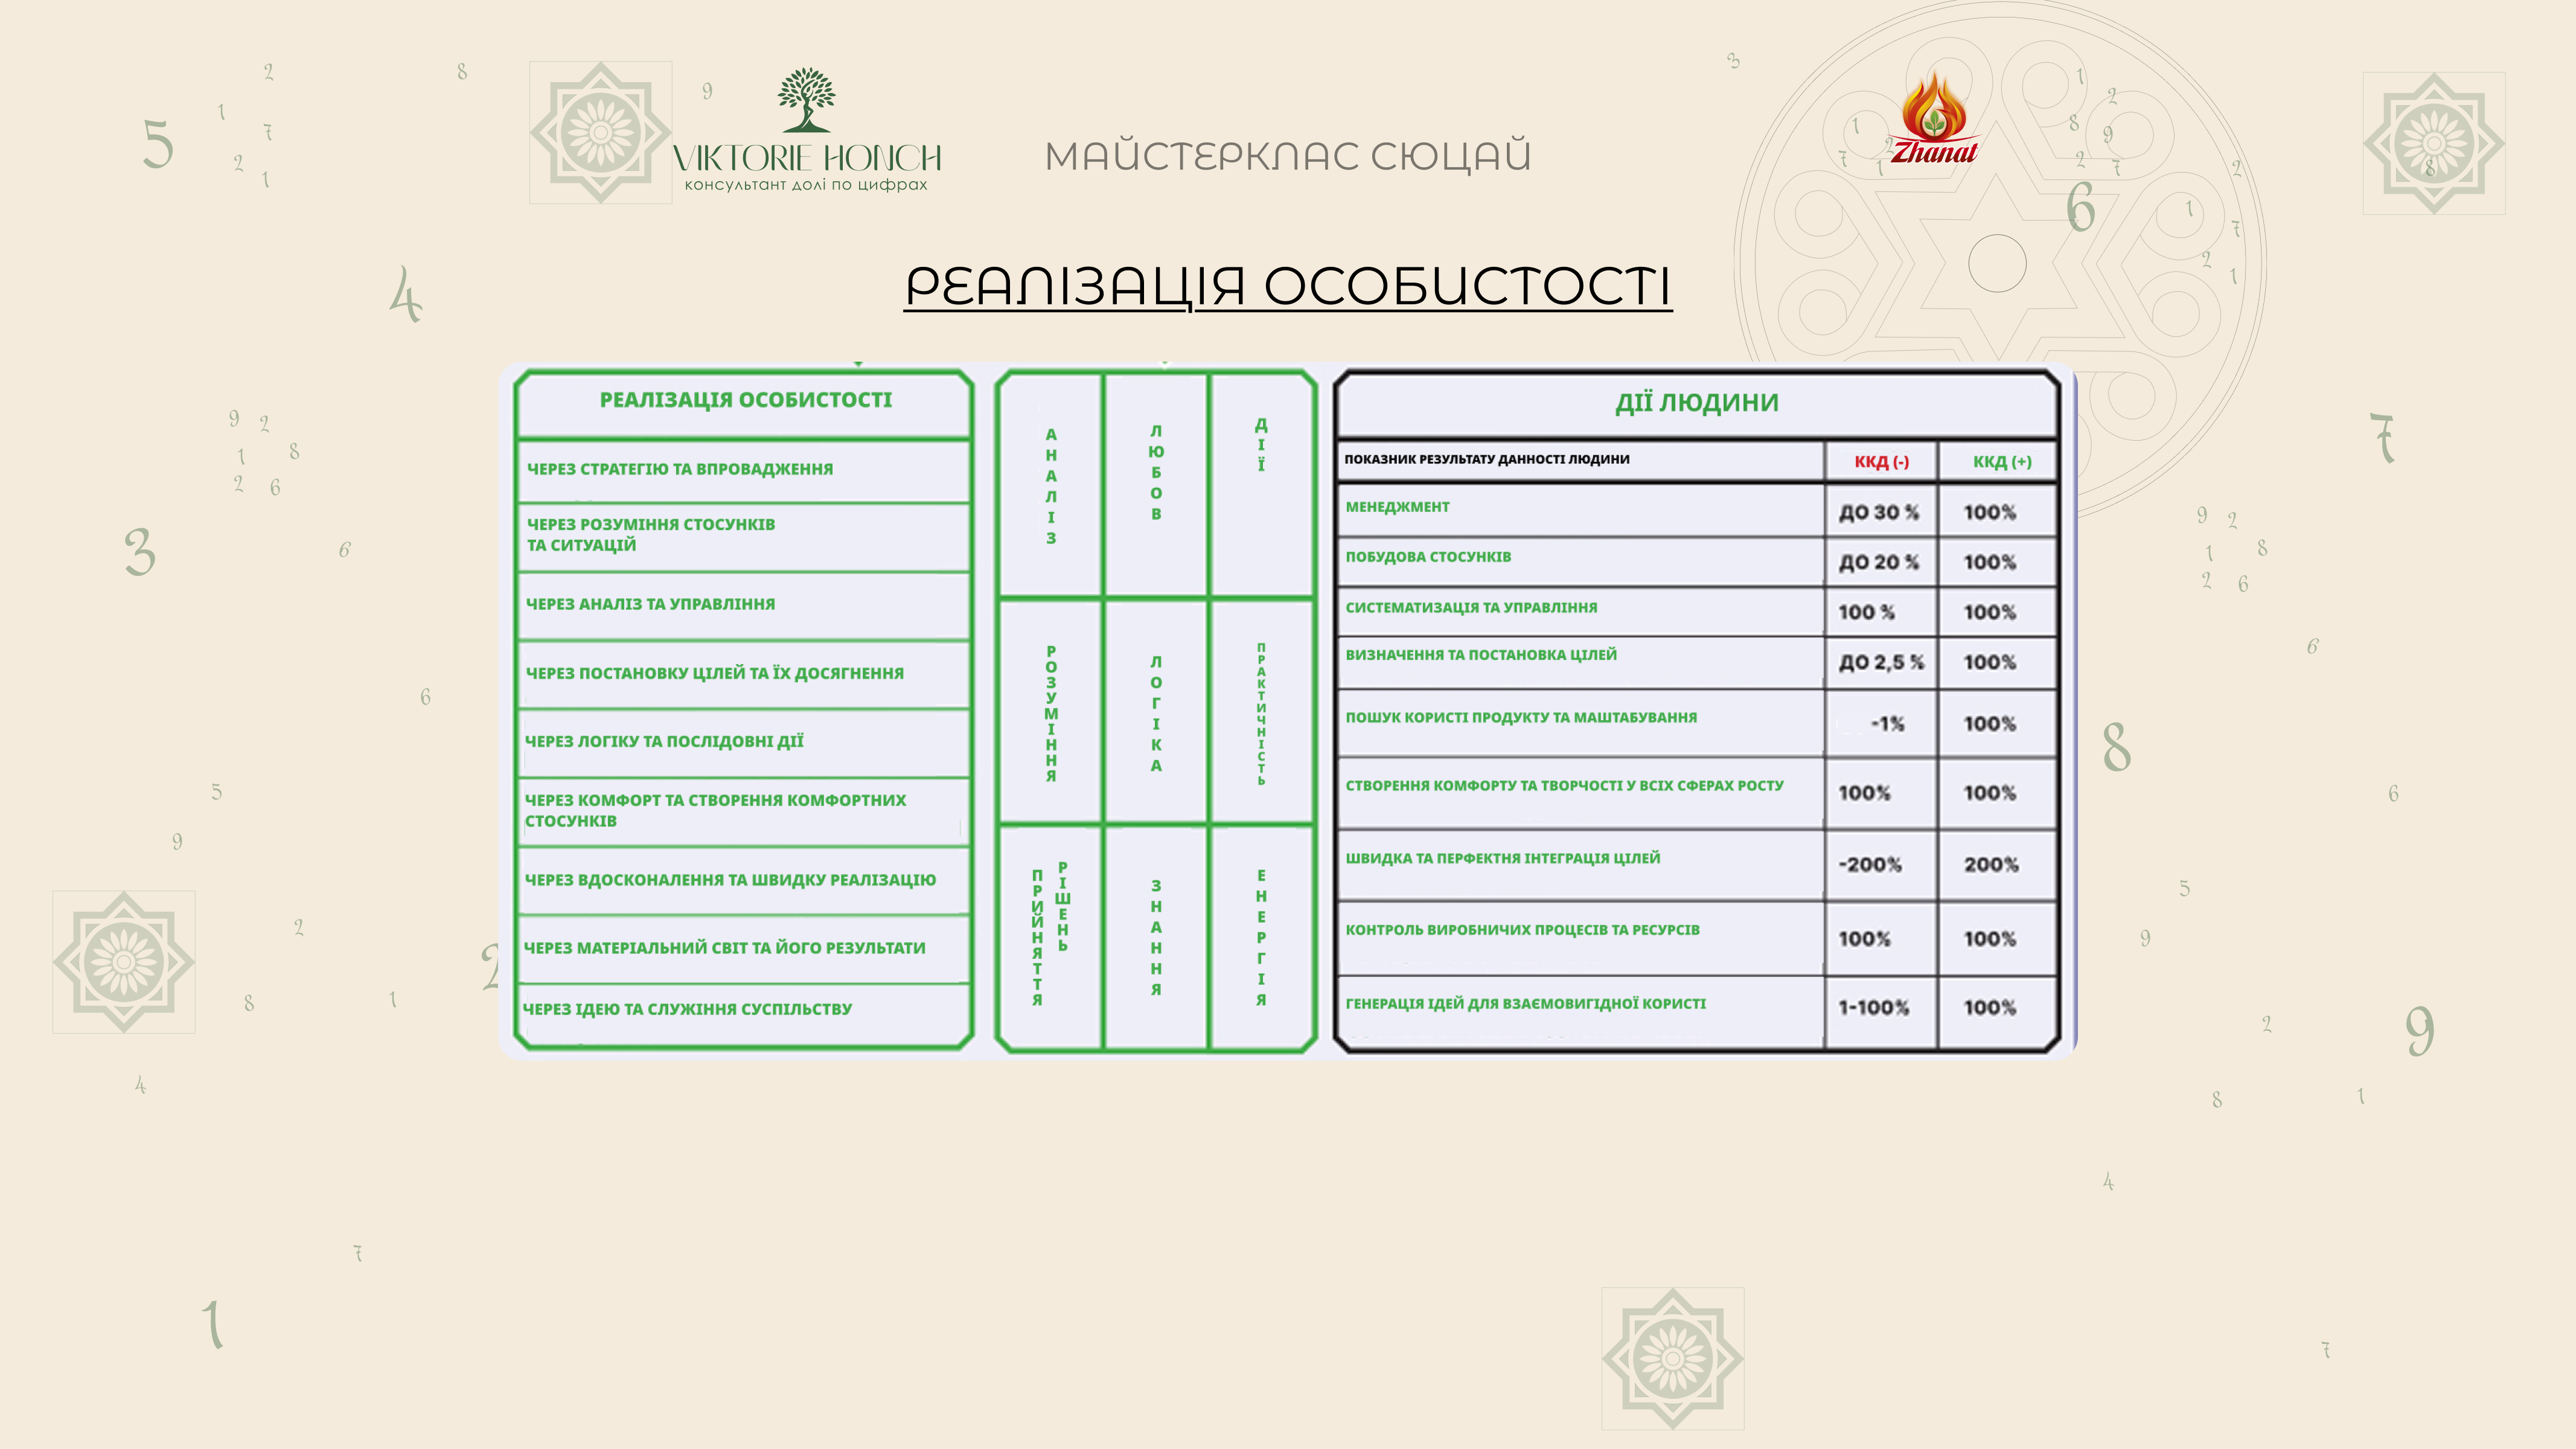 VIKTORIE HONCH
консультант долі по цифрах
МАЙСТЕРКЛАС СЮЦАЙ
Zhanat
РЕАЛІЗАЦІЯ ОСОБИСТОСТІ
РЕАЛІЗАЦІЯ ОСОБИСТОСТІ
ЧЕРЕЗ СТРАТЕГІЮ ТА ВПРОВАДЖЕННЯ
ЧЕРЕЗ РОЗУМІННЯ СТОСУНКІВ
ТА СИТУАЦІЙ
ЧЕРЕЗ АНАЛІЗ ТА УПРАВЛІННЯ
ЧЕРЕЗ ПОСТАНОВКУ ЦІЛЕЙ ТА ЇХ ДОСЯГНЕННЯ
ЧЕРЕЗ ЛОГІКУ ТА ПОСЛІДОВНІ ДІЇ
ЧЕРЕЗ КОМФОРТ ТА СТВОРЕННЯ КОМФОРТНИХ
СТОСУНКІВ
ЧЕРЕЗ ВДОСКОНАЛЕННЯ ТА ШВИДКУ РЕАЛІЗАЦІЮ
ЧЕРЕЗ МАТЕРІАЛЬНИЙ СВІТ ТА ЙОГО РЕЗУЛЬТАТИ
ЧЕРЕЗ ІДЕЮ ТА СЛУЖІННЯ СУСПІЛЬСТВУ
АНАЛІЗ
ЛЮБОВ
ДІЇ
РОЗУМІННЯ
ЛОГІКА
ПРАКТИЧНІСТЬ
ПРИЙНЯТТЯ
РІШЕНЬ
ЗНАННЯ
ЕНЕРГІЯ
ДІЇ ЛЮДИНИ
ПОКАЗНИК РЕЗУЛЬТАТУ ДАННОСТІ ЛЮДИНИ ККД (-) ККД (+)
МЕНЕДЖМЕНТ ДО 30 % 100%
ПОБУДОВА СТОСУНКІВ ДО 20 % 100%
СИСТЕМАТИЗАЦІЯ ТА УПРАВЛІННЯ 100 % 100%
ВИЗНАЧЕННЯ ТА ПОСТАНОВКА ЦІЛЕЙ ДО 2,5 % 100%
ПОШУК КОРИСТІ ПРОДУКТУ ТА МАШТАБУВАННЯ -1% 100%
СТВОРЕННЯ КОМФОРТУ ТА ТВОРЧОСТІ У ВСІХ СФЕРАХ РОСТУ 100% 100%
ШВИДКА ТА ПЕРФЕКТНЯ ІНТЕГРАЦІЯ ЦІЛЕЙ -200% 200%
КОНТРОЛЬ ВИРОБНИЧИХ ПРОЦЕСІВ ТА РЕСУРСІВ 100% 100%
ГЕНЕРАЦІЯ ІДЕЙ ДЛЯ ВЗАЄМОВИГІДНОЇ КОРИСТІ 1-100% 100%